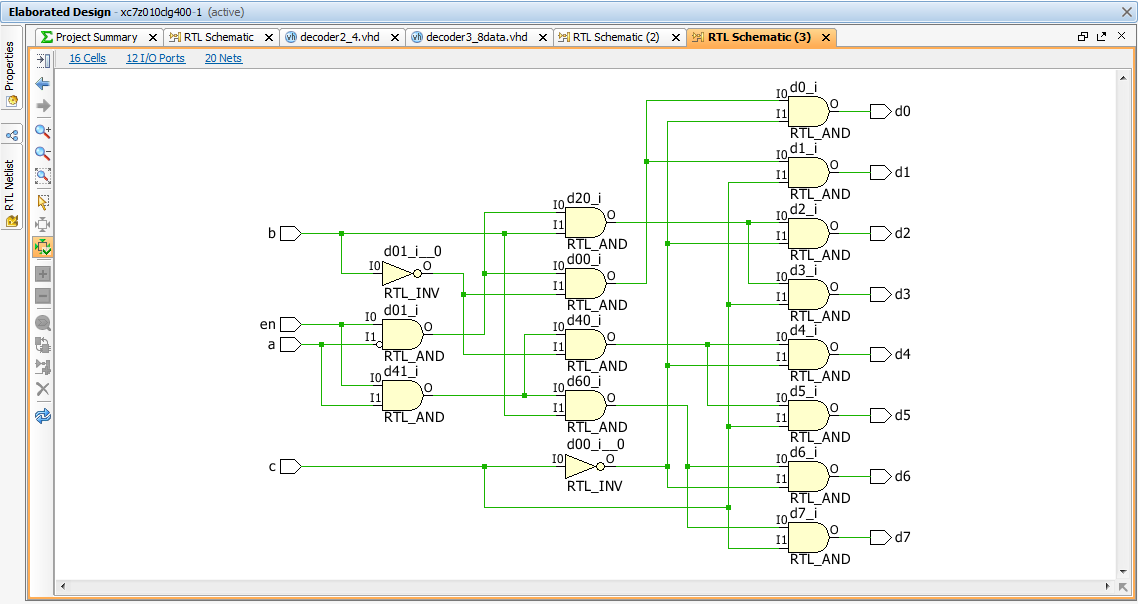 Elaborated Design - xc7z010clg400-1 (active)
Properties
RTL Netlist
Project Summary
RTL Schematic
decoder2_4.vhd
decoder3_8data.vhd
RTL Schematic (2)
RTL Schematic (3)
16 Cells 12 I/O Ports 20 Nets
b
en
a
c
d01_i__0
I0 O
RTL_INV
d01_i
I0 O
I1
RTL_AND
d41_i
I0 O
I1
RTL_AND
d20_i
I0 O
I1
RTL_AND
d00_i
I0 O
I1
RTL_AND
d40_i
I0 O
I1
RTL_AND
d60_i
I0 O
I1
RTL_AND
d00_i__0
I0 O
RTL_INV
d0_i
I0 O d0
I1
RTL_AND
d1_i
I0 O d1
I1
RTL_AND
d2_i
I0 O d2
I1
RTL_AND
d3_i
I0 O d3
I1
RTL_AND
d4_i
I0 O d4
I1
RTL_AND
d5_i
I0 O d5
I1
RTL_AND
d6_i
I0 O d6
I1
RTL_AND
d7_i
I0 O d7
I1
RTL_AND